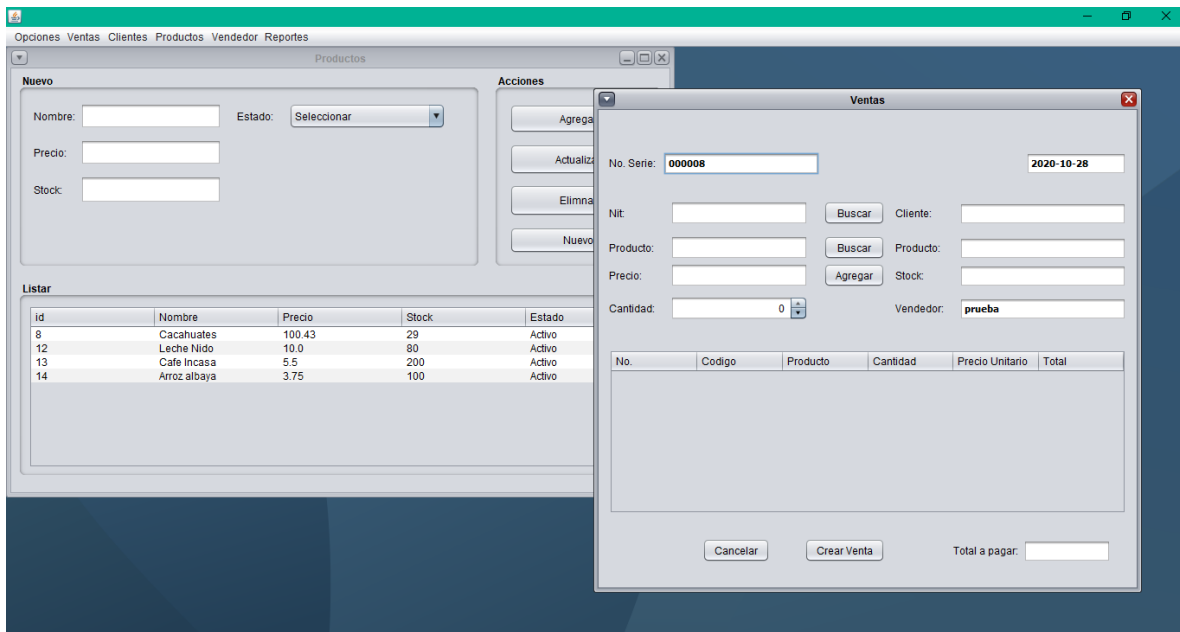 Opciones Ventas Clientes Productos Vendedor Reportes
Productos
Nuevo
Nombre:
Estado: Seleccionar
Precio:
Stock:
Acciones
Agrega
Actualiza
Elimna
Nuevo
Listar
id Nombre Precio Stock Estado
8 Cacahuates 100.43 29 Activo
12 Leche Nido 10.0 80 Activo
13 Cafe Incasa 5.5 200 Activo
14 Arroz albaya 3.75 100 Activo
Ventas
No. Serie: 000008 2020-10-28
Nit: Buscar Cliente:
Producto: Buscar Producto:
Precio: Agregar Stock:
Cantidad: 0 Vendedor: prueba
No. Codigo Producto Cantidad Precio Unitario Total
Cancelar Crear Venta Total a pagar: